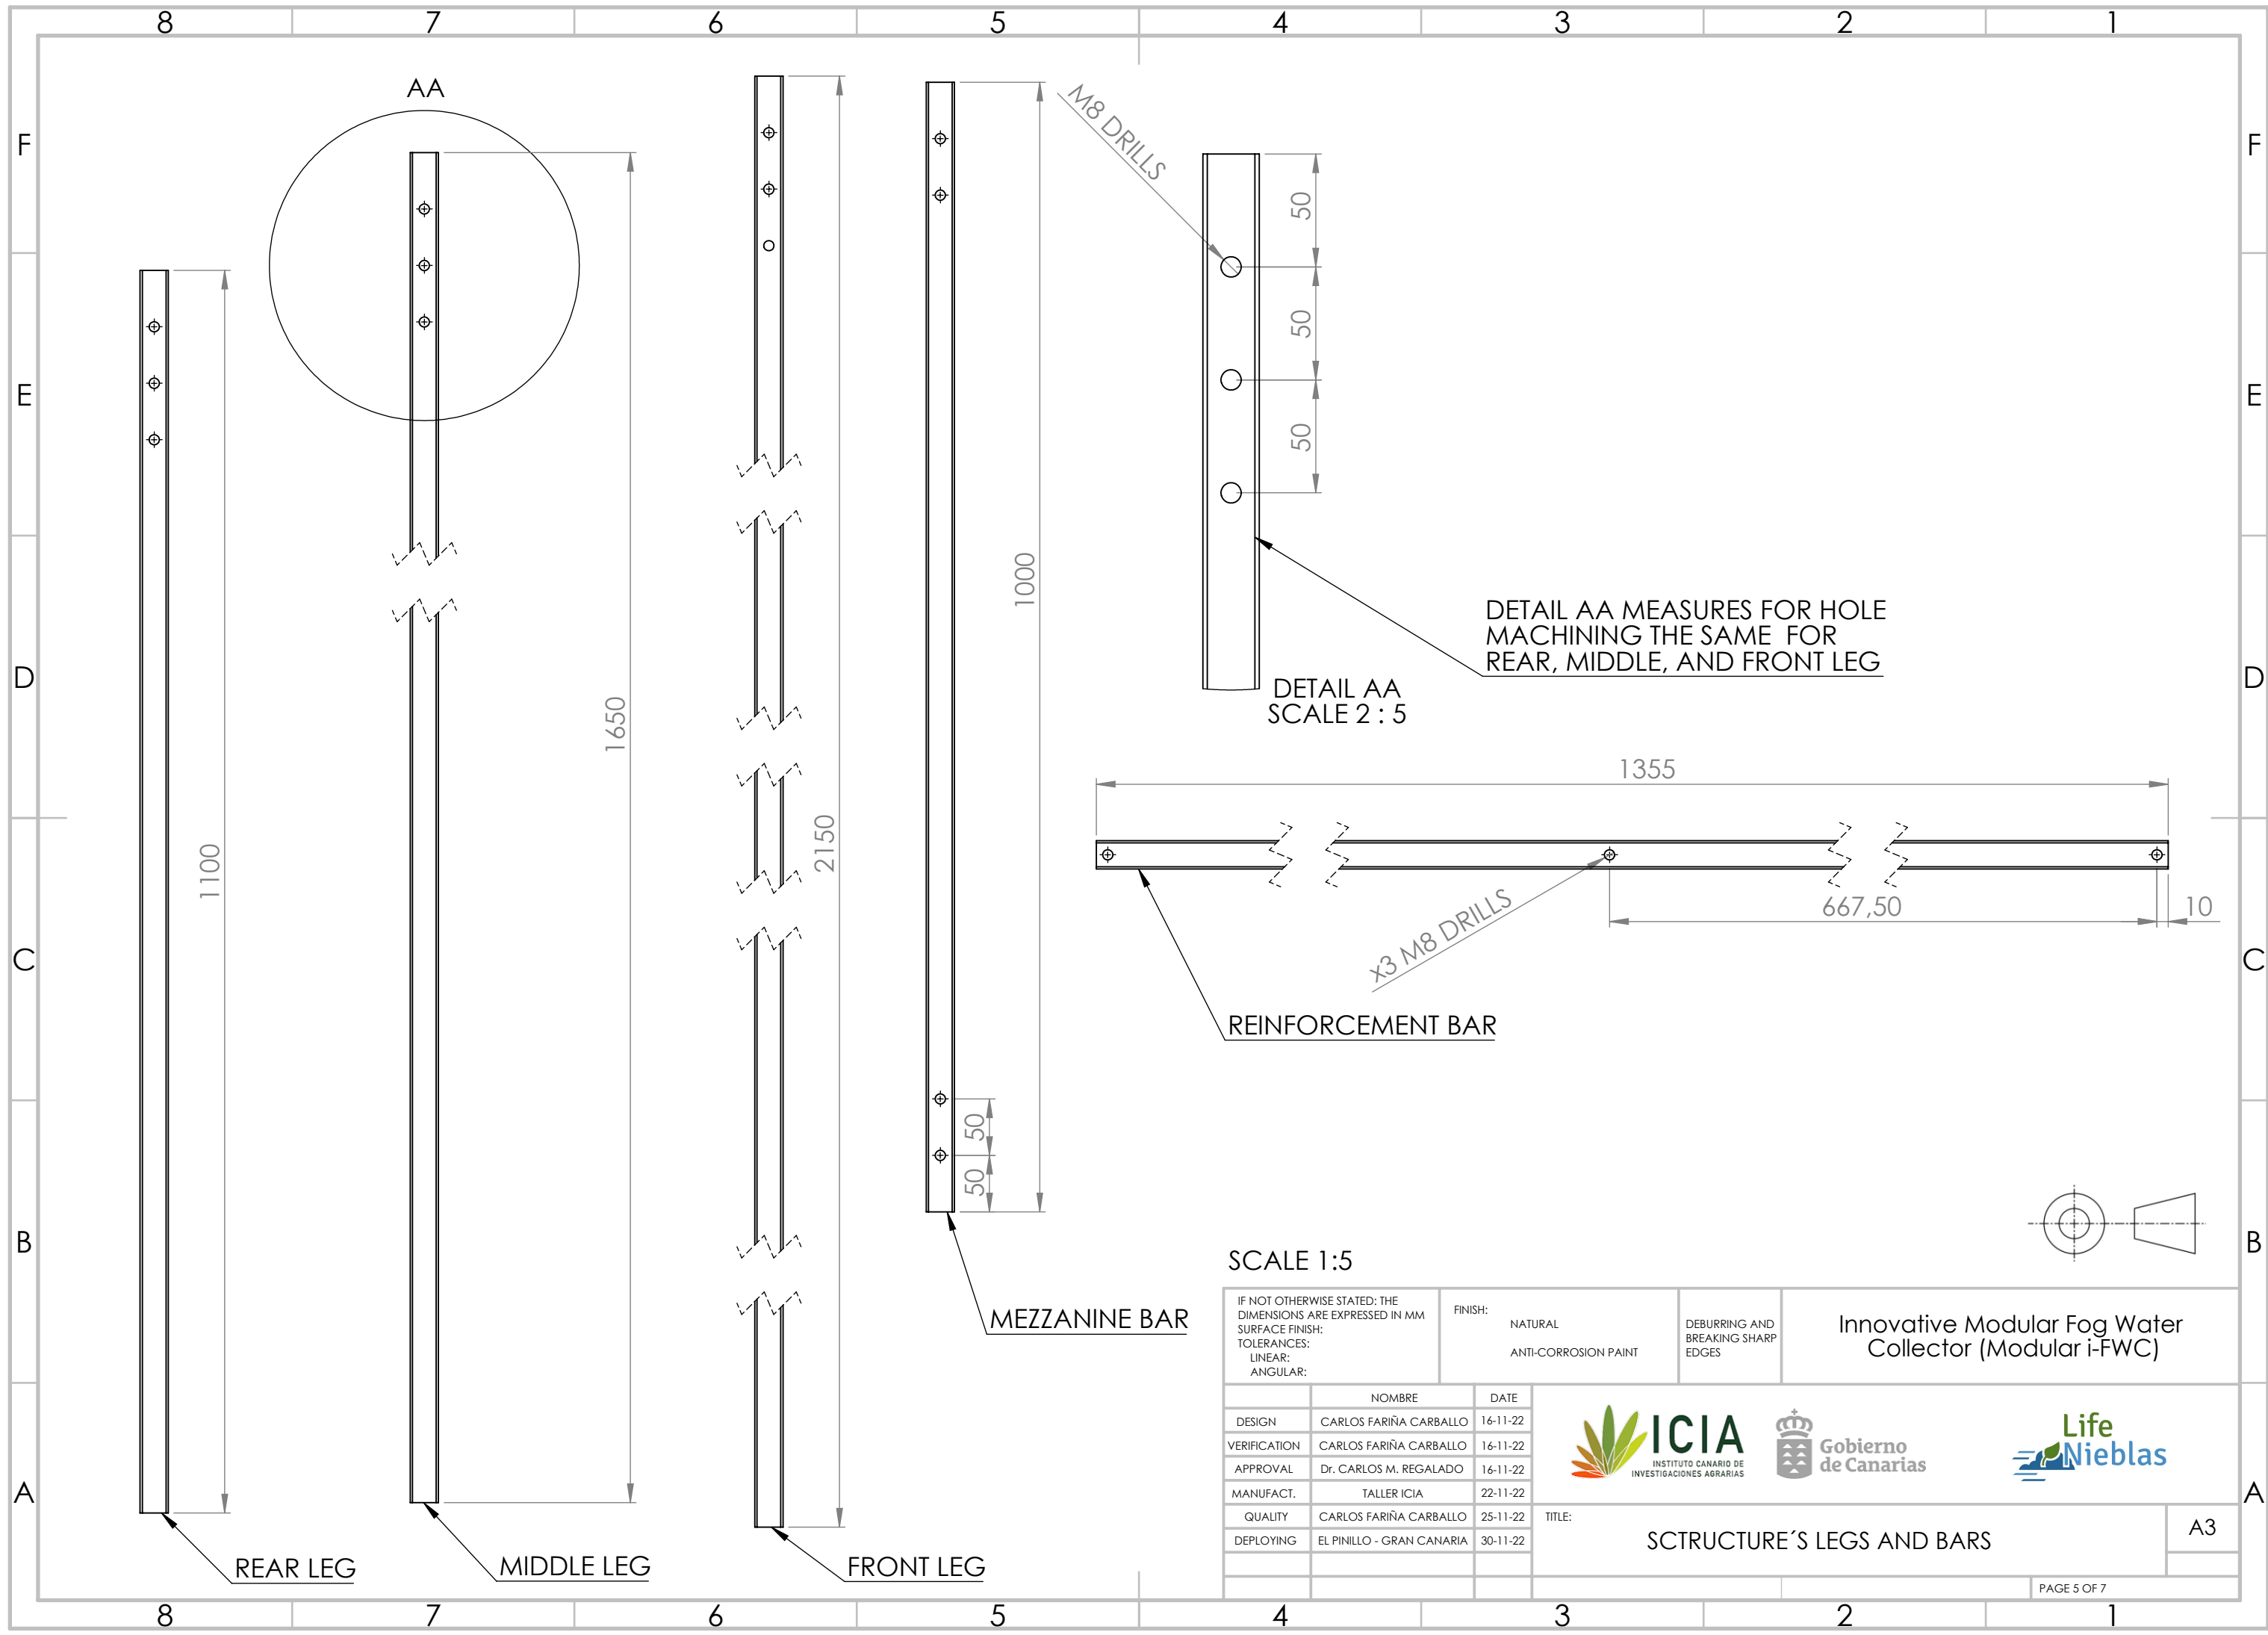 8 7 6 5 4 3 2 1
F F
E E
D D
C C
B B
A A
AA
1100
REAR LEG
1650
MIDDLE LEG
2150
FRONT LEG
1000
50
50
MEZZANINE BAR
M8 DRILLS
50
50
50
DETAIL AA
SCALE 2 : 5
DETAIL AA MEASURES FOR HOLE
MACHINING THE SAME FOR
REAR, MIDDLE, AND FRONT LEG
1355
667,50
10
x3 M8 DRILLS
REINFORCEMENT BAR
SCALE 1:5
IF NOT OTHERWISE STATED: THE
DIMENSIONS ARE EXPRESSED IN MM
SURFACE FINISH:
TOLERANCES:
LINEAR:
ANGULAR:
FINISH:
NATURAL
ANTI-CORROSION PAINT
DEBURRING AND
BREAKING SHARP
EDGES
Innovative Modular Fog Water
Collector (Modular i-FWC)
NOMBRE DATE
DESIGN CARLOS FARIÑA CARBALLO 16-11-22
VERIFICATION CARLOS FARIÑA CARBALLO 16-11-22
APPROVAL Dr. CARLOS M. REGALADO 16-11-22
MANUFACT. TALLER ICIA 22-11-22
QUALITY CARLOS FARIÑA CARBALLO 25-11-22
DEPLOYING EL PINILLO - GRAN CANARIA 30-11-22
ICIA
INSTITUTO CANARIO DE
INVESTIGACIONES AGRARIAS
Gobierno
de Canarias
Life
Nieblas
TITLE:
SCTRUCTURE´S LEGS AND BARS
A3
PAGE 5 OF 7
8 7 6 5 4 3 2 1